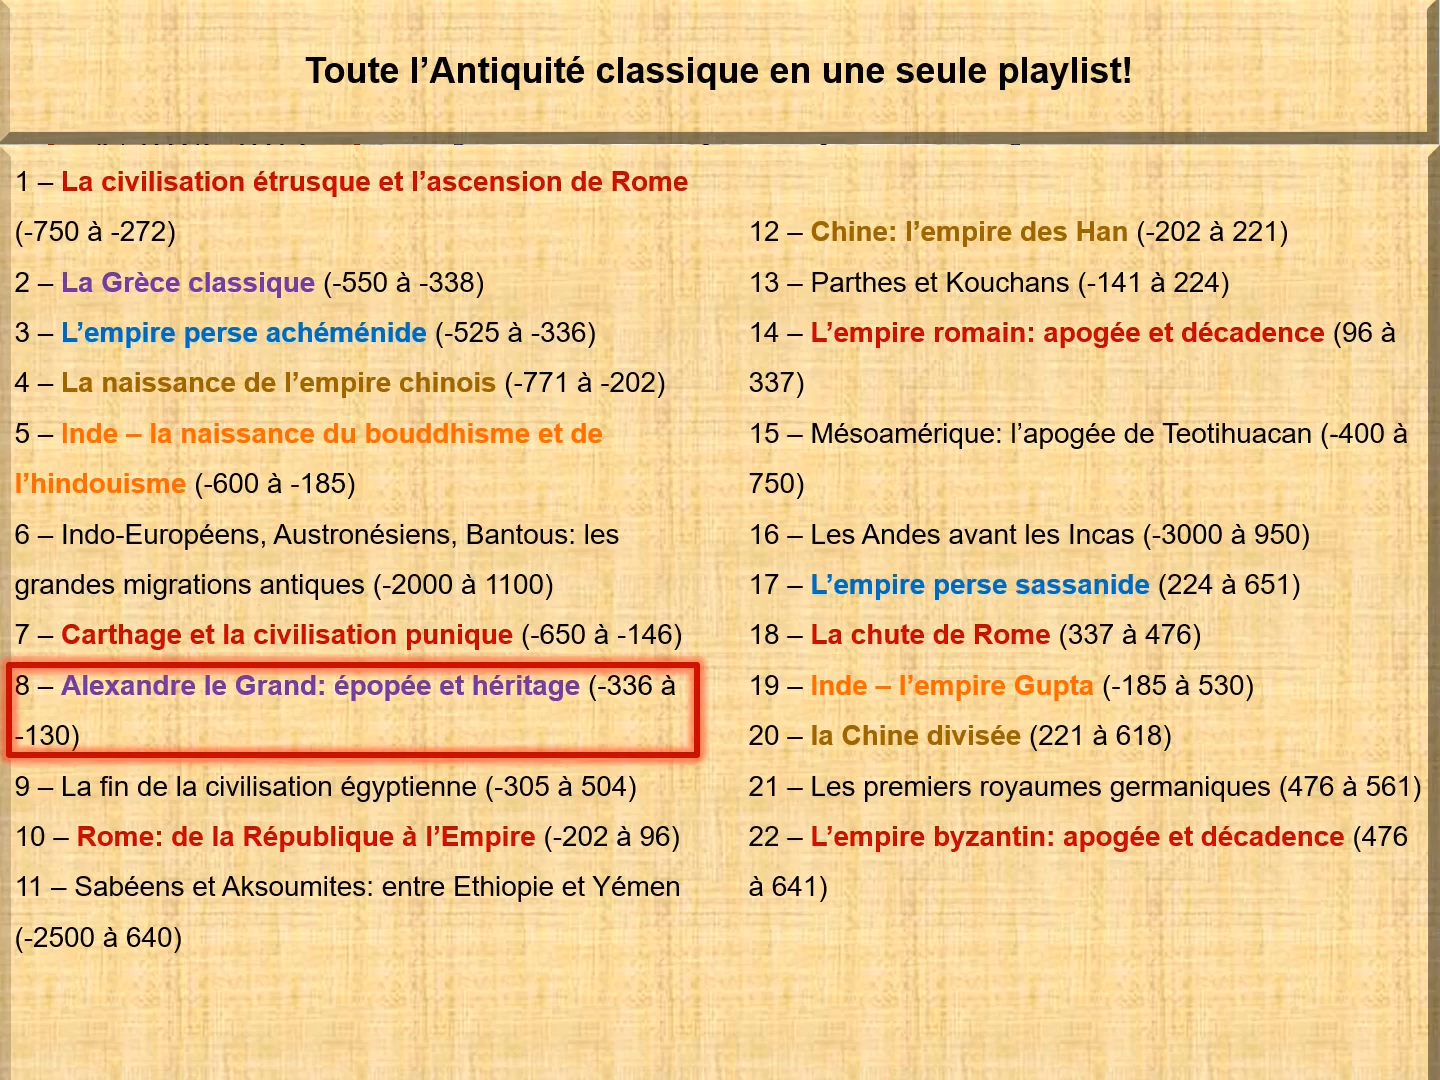 Toute l’Antiquité classique en une seule playlist!
1 – La civilisation étrusque et l’ascension de Rome
(-750 à -272)
2 – La Grèce classique (-550 à -338)
3 – L’empire perse achéménide (-525 à -336)
4 – La naissance de l’empire chinois (-771 à -202)
5 – Inde – la naissance du bouddhisme et de
l’hindouisme (-600 à -185)
6 – Indo-Européens, Austronésiens, Bantous: les
grandes migrations antiques (-2000 à 1100)
7 – Carthage et la civilisation punique (-650 à -146)
8 – Alexandre le Grand: épopée et héritage (-336 à
-130)
9 – La fin de la civilisation égyptienne (-305 à 504)
10 – Rome: de la République à l’Empire (-202 à 96)
11 – Sabéens et Aksoumites: entre Ethiopie et Yémen
(-2500 à 640)
12 – Chine: l’empire des Han (-202 à 221)
13 – Parthes et Kouchans (-141 à 224)
14 – L’empire romain: apogée et décadence (96 à
337)
15 – Mésoamérique: l’apogée de Teotihuacan (-400 à
750)
16 – Les Andes avant les Incas (-3000 à 950)
17 – L’empire perse sassanide (224 à 651)
18 – La chute de Rome (337 à 476)
19 – Inde – l’empire Gupta (-185 à 530)
20 – la Chine divisée (221 à 618)
21 – Les premiers royaumes germaniques (476 à 561)
22 – L’empire byzantin: apogée et décadence (476
à 641)